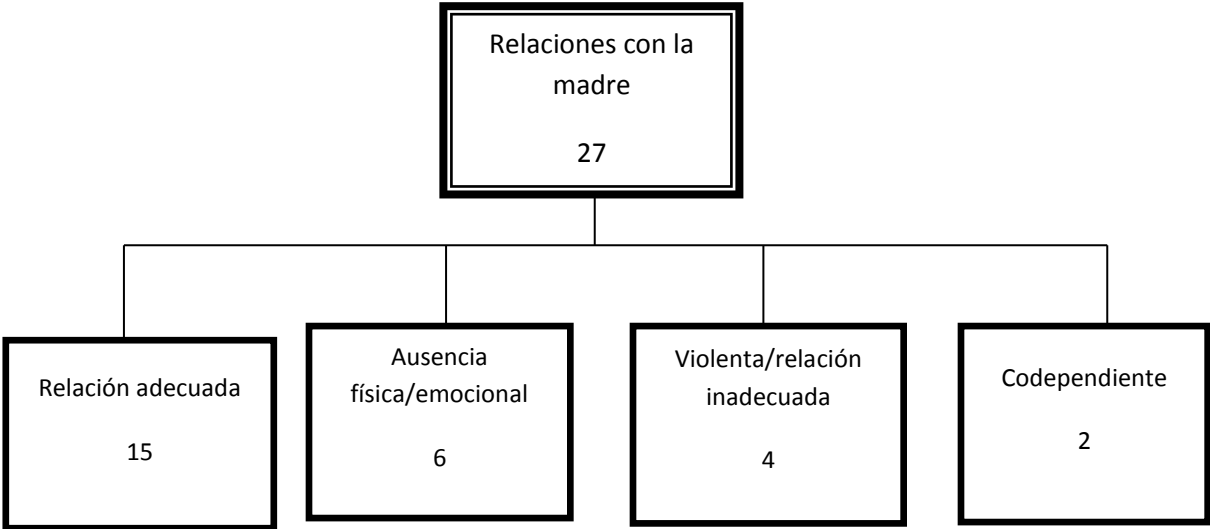 Relaciones con la
madre
27
Relación adecuada
15
Ausencia
física/emocional
6
Violenta/relación
inadecuada
4
Codependiente
2